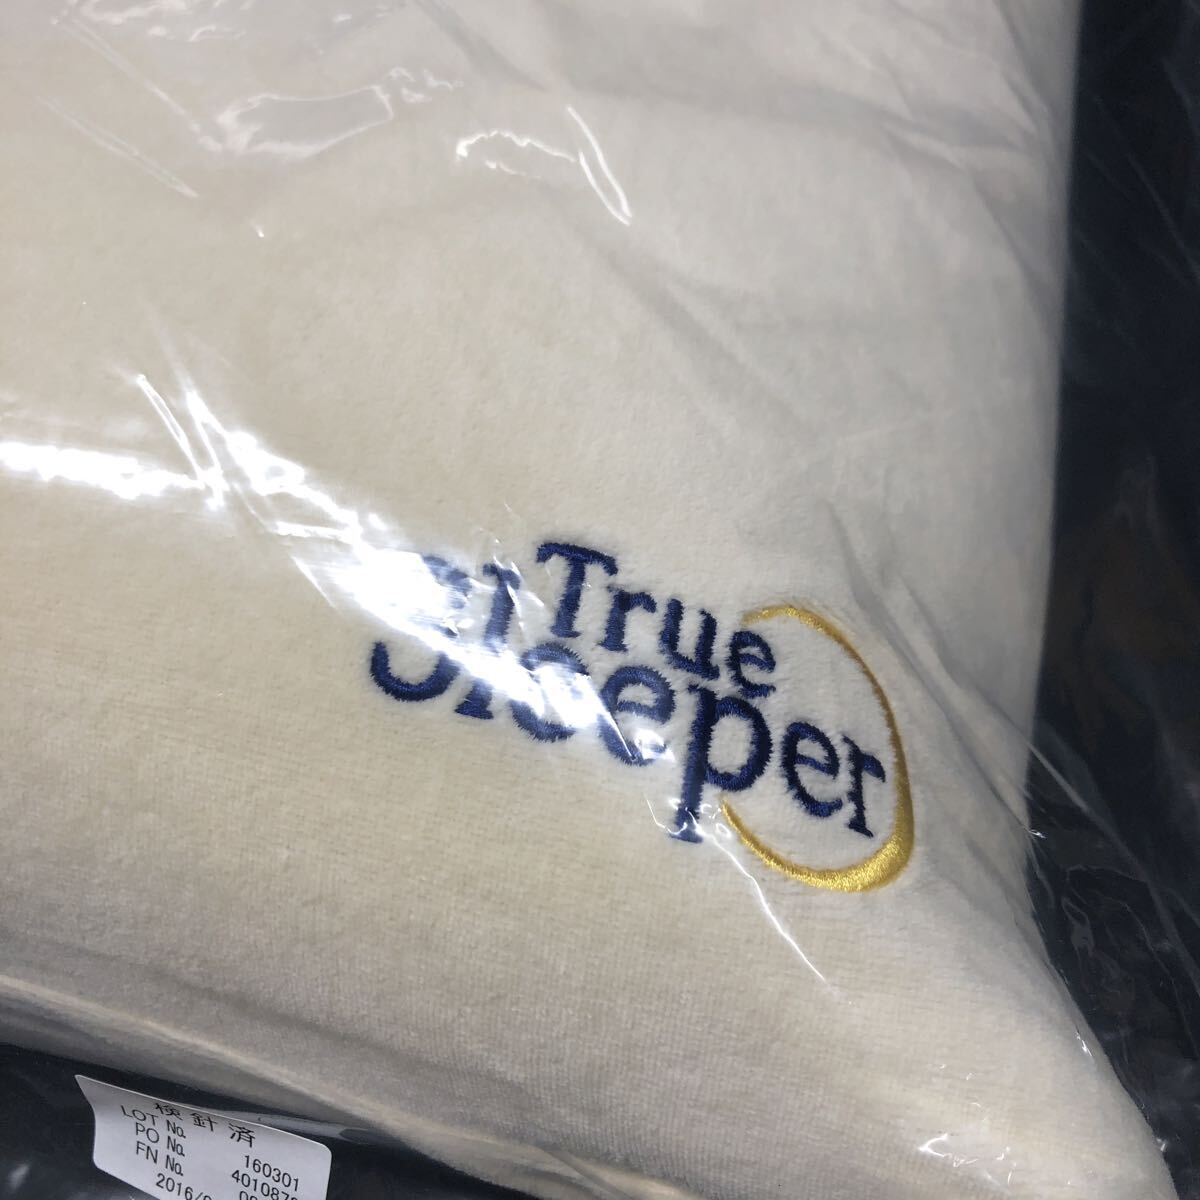 True
Sleeper
検針済
LOT No. 160301
PO No.
FN No.